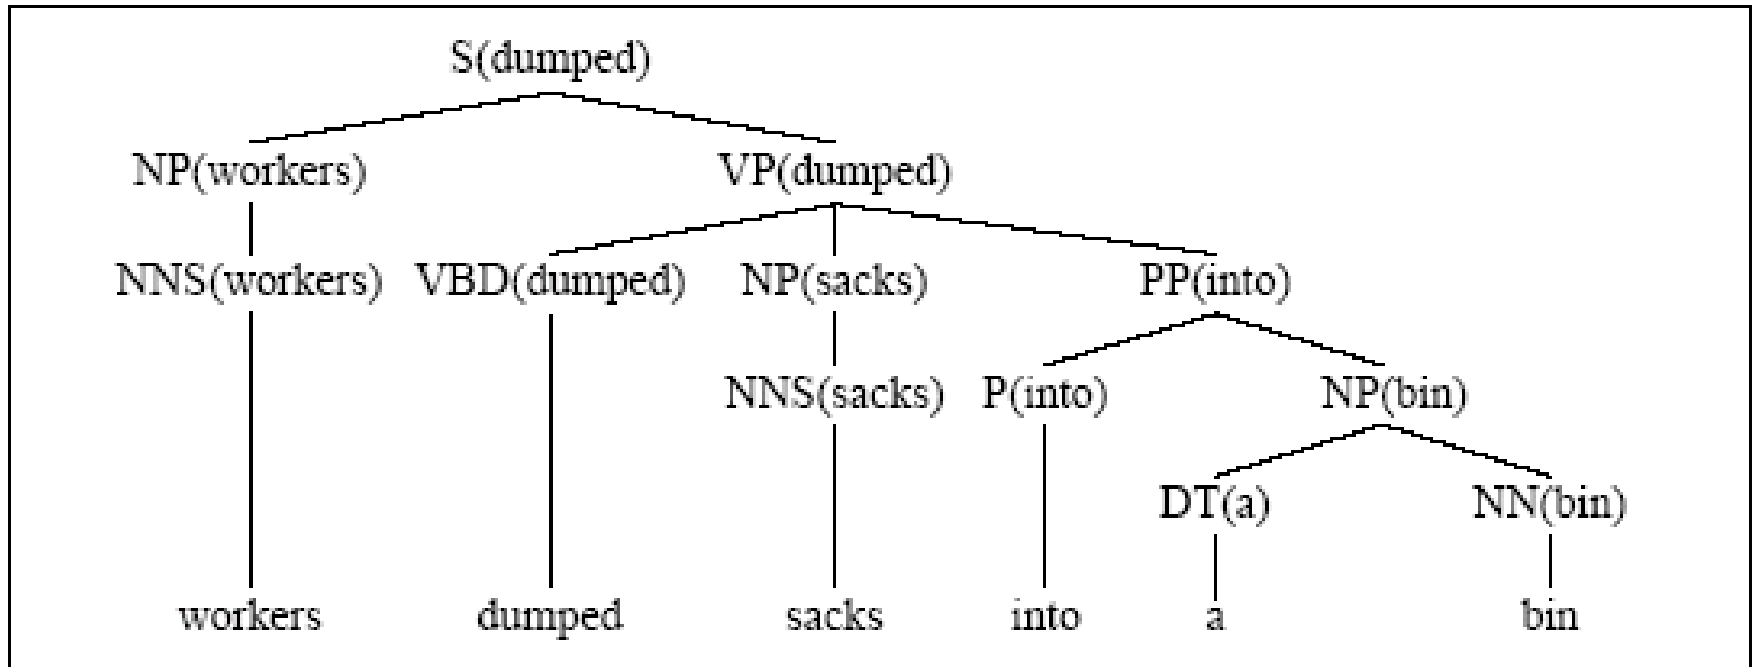 S(dumped)
NP(workers) VP(dumped)
NNS(workers) VBD(dumped) NP(sacks) PP(into)
NNS(sacks) P(into) NP(bin)
DT(a) NN(bin)
workers dumped sacks into a bin